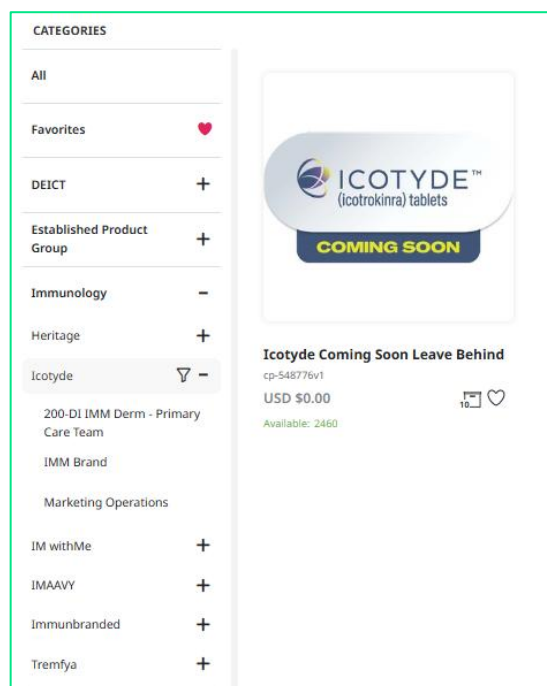 CATEGORIES
All
Favorites
DEICT
Established Product
Group
Immunology
Heritage
Icotyde
200-DI IMM Derm - Primary
Care Team
IMM Brand
Marketing Operations
IM withMe
IMAAVY
Immunbranded
Tremfya
ICOTYDE™
(icotrokinra) tablets
COMING SOON
Icotyde Coming Soon Leave Behind
cp-548776v1
USD $0.00
10
Available: 2460